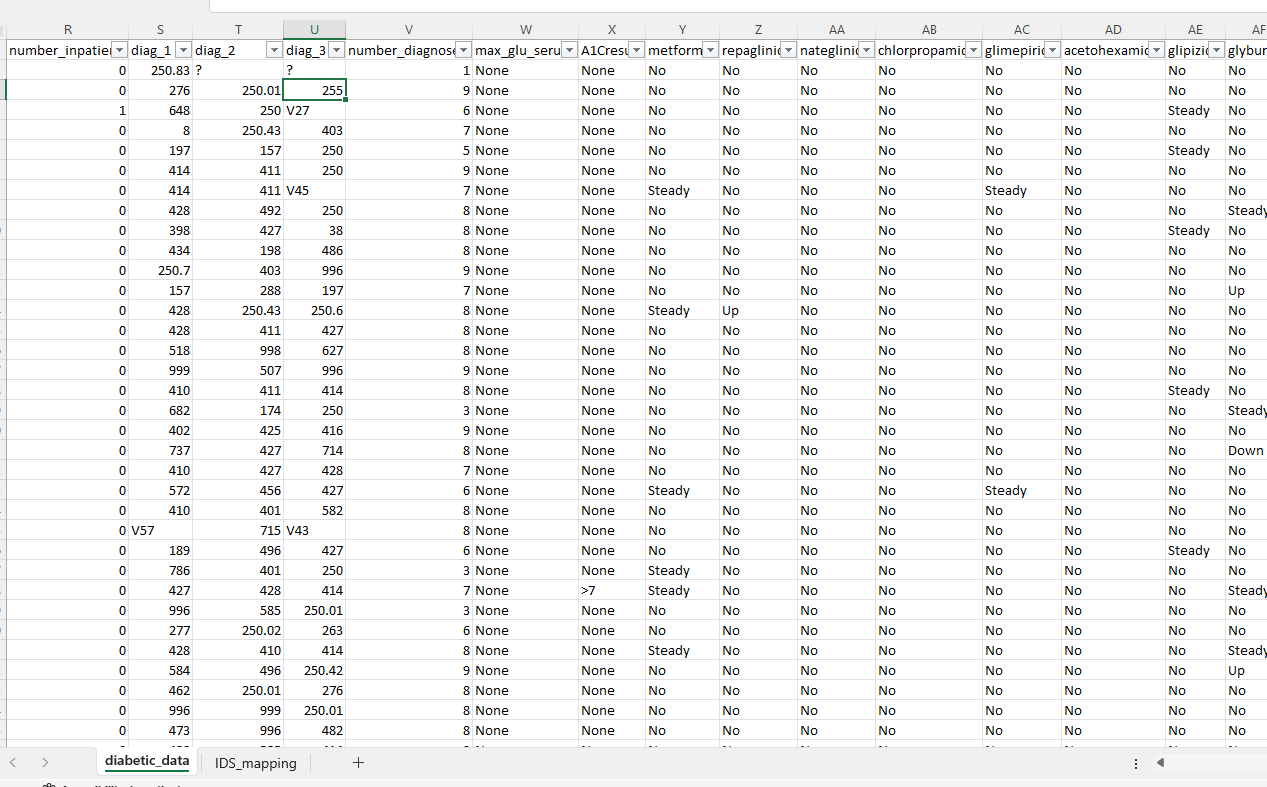 R S T U V W X Y Z AA AB AC AD AE AF
number_inpatie diag_1 diag_2 diag_3 number_diagnose max_glu_seru A1Cresu metform repaglinid nateglinid chlorpropamic glimepirid acetohexamic glipizid glybur
0 250.83 ? ? 1 None None No No No No No No No No
0 276 250.01 255 9 None None No No No No No No No No
1 648 250 V27 6 None None No No No No No No Steady No
0 8 250.43 403 7 None None No No No No No No No No
0 197 157 250 5 None None No No No No No No Steady No
0 414 411 250 9 None None No No No No No No No No
0 414 411 V45 7 None None Steady No No No Steady No No No
0 428 492 250 8 None None No No No No No No No Steady
0 398 427 38 8 None None No No No No No No Steady No
0 434 198 486 8 None None No No No No No No No No
0 250.7 403 996 9 None None No No No No No No No No
0 157 288 197 7 None None No No No No No No No Up
0 428 250.43 250.6 8 None None Steady Up No No No No No No
0 428 411 427 8 None None No No No No No No No No
0 518 998 627 8 None None No No No No No No No No
0 999 507 996 9 None None No No No No No No No No
0 410 411 414 8 None None No No No No No No Steady No
0 682 174 250 3 None None No No No No No No No Steady
0 402 425 416 9 None None No No No No No No No No
0 737 427 714 8 None None No No No No No No No Down
0 410 427 428 7 None None No No No No No No No No
0 572 456 427 6 None None Steady No No No Steady No No No
0 410 401 582 8 None None No No No No No No No No
0 V57 715 V43 8 None None No No No No No No No No
0 189 496 427 6 None None No No No No No No Steady No
0 786 401 250 3 None None Steady No No No No No No No
0 427 428 414 7 None >7 Steady No No No No No No Steady
0 996 585 250.01 3 None None No No No No No No No No
0 277 250.02 263 6 None None No No No No No No No No
0 428 410 414 8 None None Steady No No No No No No Steady
0 584 496 250.42 9 None None No No No No No No No Up
0 462 250.01 276 8 None None No No No No No No No No
0 996 999 250.01 8 None None No No No No No No No No
0 473 996 482 8 None None No No No No No No No No
diabetic_data IDS_mapping